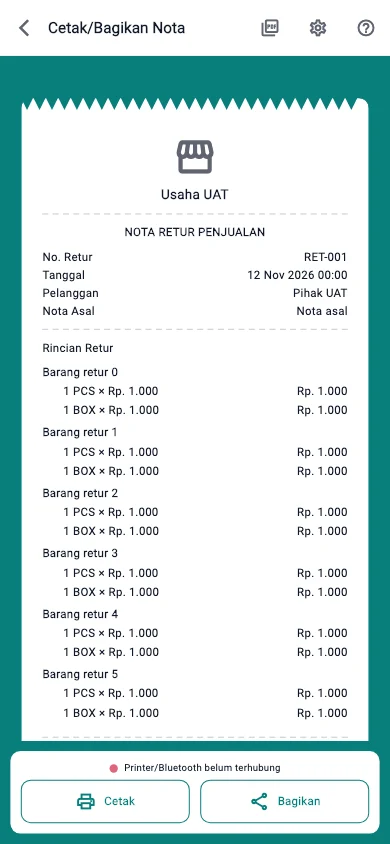 Cetak/Bagikan Nota
PDF
Usaha UAT
NOTA RETUR PENJUALAN
No. Retur RET-001
Tanggal 12 Nov 2026 00:00
Pelanggan Pihak UAT
Nota Asal Nota asal
Rincian Retur
Barang retur 0
1 PCS × Rp. 1.000 Rp. 1.000
1 BOX × Rp. 1.000 Rp. 1.000
Barang retur 1
1 PCS × Rp. 1.000 Rp. 1.000
1 BOX × Rp. 1.000 Rp. 1.000
Barang retur 2
1 PCS × Rp. 1.000 Rp. 1.000
1 BOX × Rp. 1.000 Rp. 1.000
Barang retur 3
1 PCS × Rp. 1.000 Rp. 1.000
1 BOX × Rp. 1.000 Rp. 1.000
Barang retur 4
1 PCS × Rp. 1.000 Rp. 1.000
1 BOX × Rp. 1.000 Rp. 1.000
Barang retur 5
1 PCS × Rp. 1.000 Rp. 1.000
1 BOX × Rp. 1.000 Rp. 1.000
Printer/Bluetooth belum terhubung
Cetak Bagikan